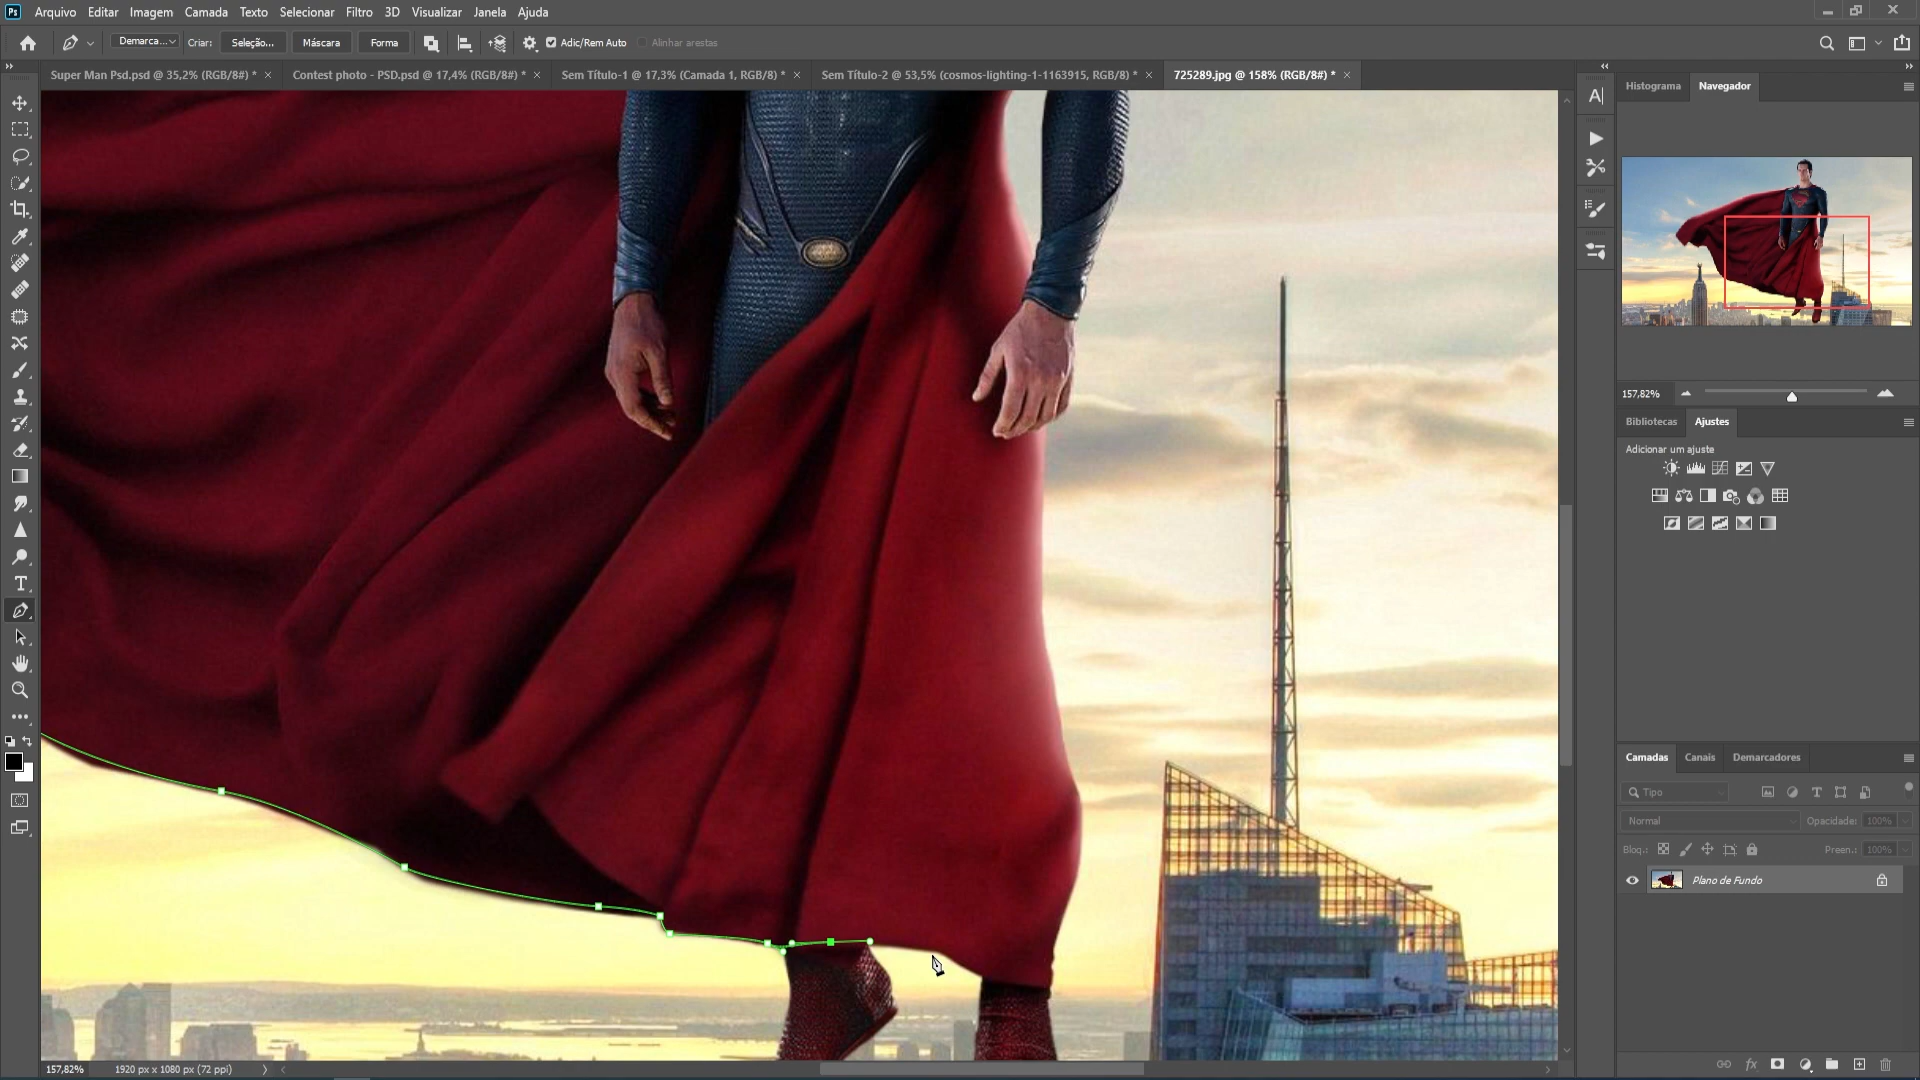 Ps Arquivo Editar Imagem Camada Texto Selecionar Filtro 3D Visualizar Janela Ajuda
Demarca... Criar: Seleção... Máscara Forma Adic/Rem Auto Alinhar arestas
Super Man Psd.psd @ 35,2% (RGB/8#) * × Contest photo - PSD.psd @ 17,4% (RGB/8#) * × Sem Título-1 @ 17,3% (Camada 1, RGB/8) * × Sem Título-2 @ 53,5% (cosmos-lighting-1-1163915, RGB/8) * × 725289.jpg @ 158% (RGB/8#) * ×
Histograma Navegador
157,82%
Bibliotecas Ajustes
Adicionar um ajuste
Camadas Canais Demarcadores
Tipo
Normal Opacidade: 100%
Bloq.: Preen.: 100%
Plano de Fundo
157,82% 1920 px x 1080 px (72 ppi)